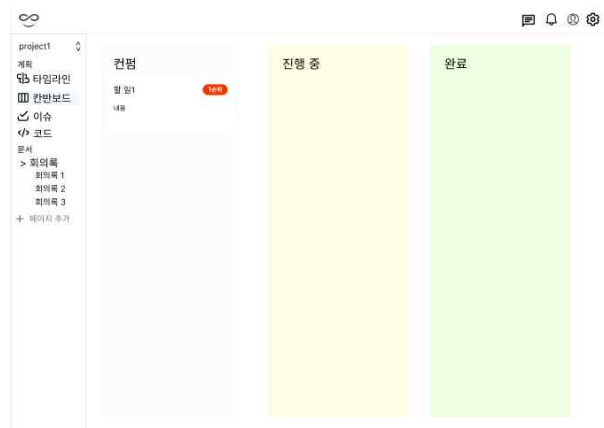 project1
계획
타임라인
칸반보드
이슈
코드
문서
> 회의록
회의록 1
회의록 2
회의록 3
+ 페이지 추가
컨펌
할 일1
1순위
내용
진행 중
완료